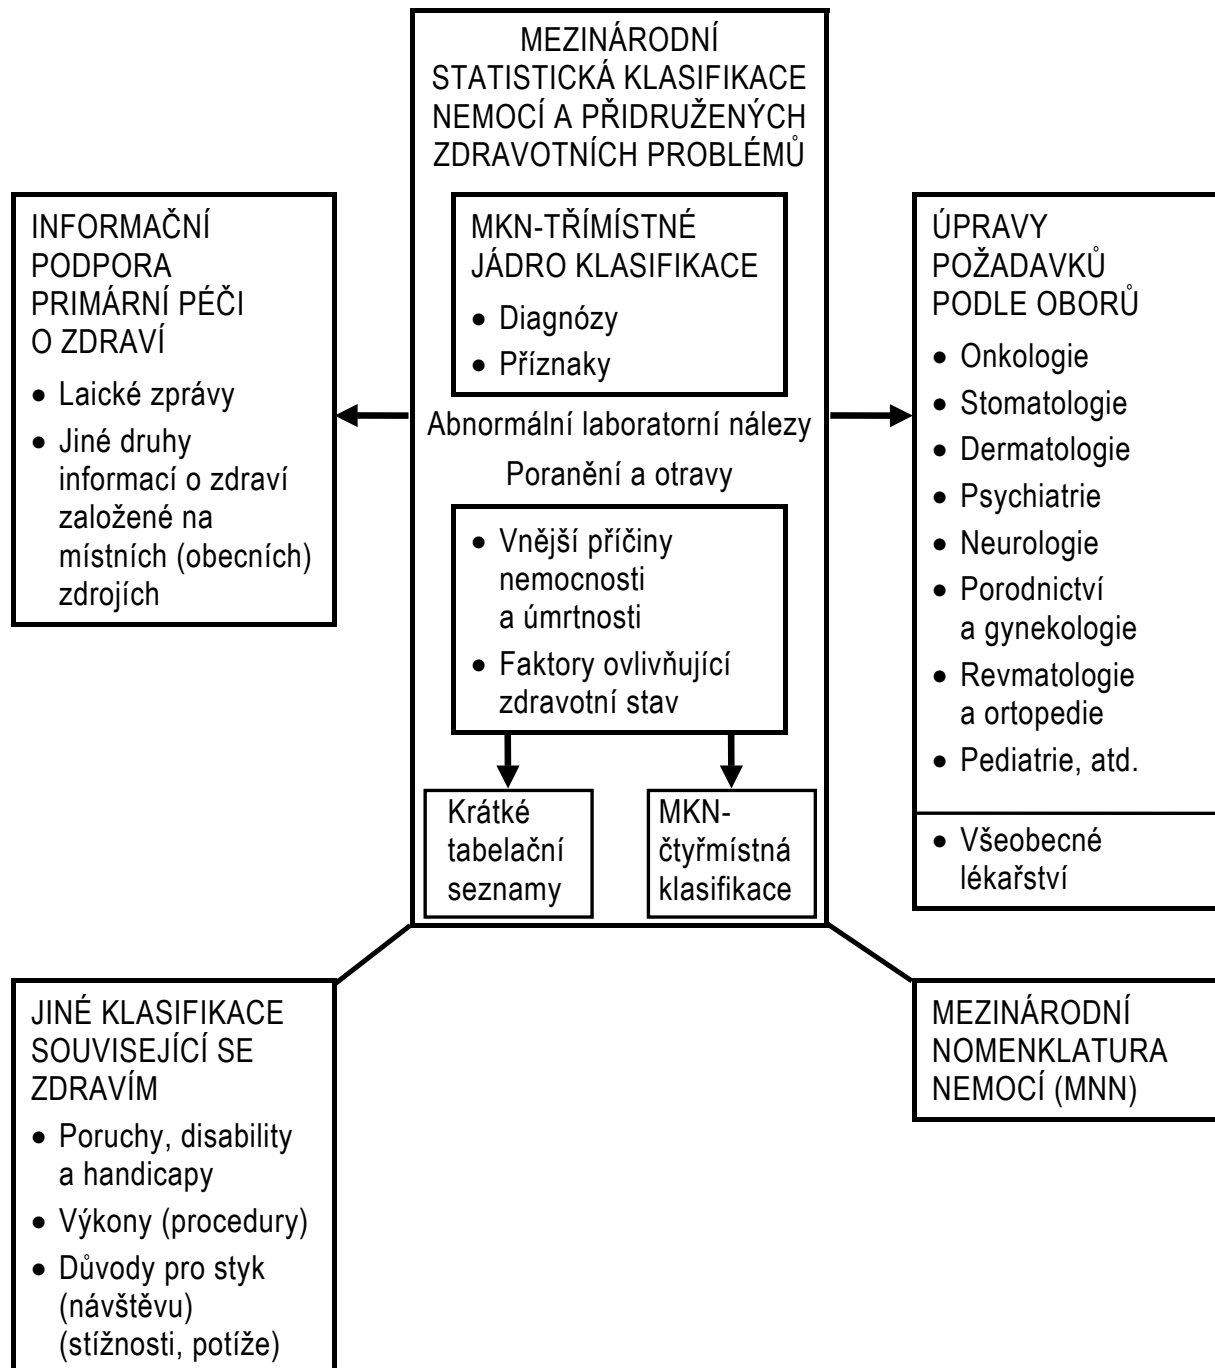 MEZINÁRODNÍ
STATISTICKÁ KLASIFIKACE
NEMOCÍ A PŘIDRUŽENÝCH
ZDRAVOTNÍCH PROBLÉMŮ
INFORMAČNÍ
PODPORA
PRIMÁRNÍ PÉČI
O ZDRAVÍ
• Laické zprávy
• Jiné druhy
informací o zdraví
založené na
místních (obecních)
zdrojích
MKN-TŘÍMÍSTNÉ
JÁDRO KLASIFIKACE
• Diagnózy
• Příznaky
Abnormální laboratorní nálezy
Poranění a otravy
• Vnější příčiny
nemocnosti
a úmrtnosti
• Faktory ovlivňující
zdravotní stav
Krátké
tabelační
seznamy
MKN-
čtyřmístná
klasifikace
ÚPRAVY
POŽADAVKŮ
PODLE OBORŮ
• Onkologie
• Stomatologie
• Dermatologie
• Psychiatrie
• Neurologie
• Porodnictví
a gynekologie
• Revmatologie
a ortopedie
• Pediatrie, atd.
• Všeobecné
lékařství
JINÉ KLASIFIKACE
SOUVISEJÍCÍ SE
ZDRAVÍM
• Poruchy, disability
a handicapy
• Výkony (procedury)
• Důvody pro styk
(návštěvu)
(stížnosti, potíže)
MEZINÁRODNÍ
NOMENKLATURA
NEMOCÍ (MNN)